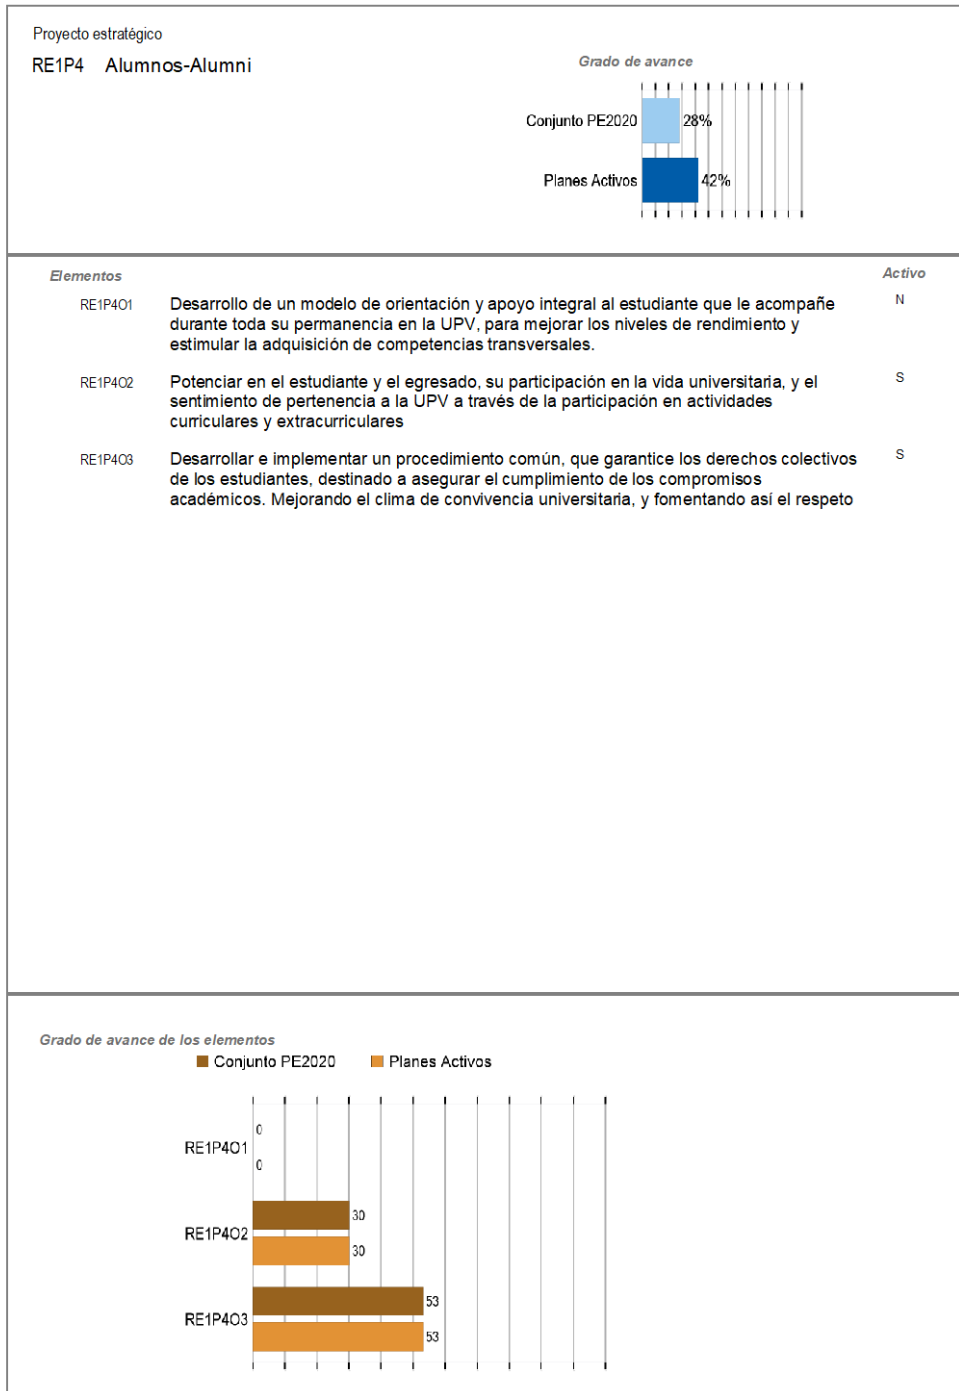 Proyecto estratégico
RE1P4 Alumnos-Alumni
Grado de avance
Conjunto PE2020 28%
Planes Activos 42%
Elementos Activo
RE1P4O1 Desarrollo de un modelo de orientación y apoyo integral al estudiante que le acompañe N
durante toda su permanencia en la UPV, para mejorar los niveles de rendimiento y
estimular la adquisición de competencias transversales.
RE1P4O2 Potenciar en el estudiante y el egresado, su participación en la vida universitaria, y el S
sentimiento de pertenencia a la UPV a través de la participación en actividades
curriculares y extracurriculares
RE1P4O3 Desarrollar e implementar un procedimiento común, que garantice los derechos colectivos S
de los estudiantes, destinado a asegurar el cumplimiento de los compromisos
académicos. Mejorando el clima de convivencia universitaria, y fomentando así el respeto
Grado de avance de los elementos
Conjunto PE2020 Planes Activos
0
RE1P4O1
0
30
RE1P4O2
30
53
RE1P4O3
53